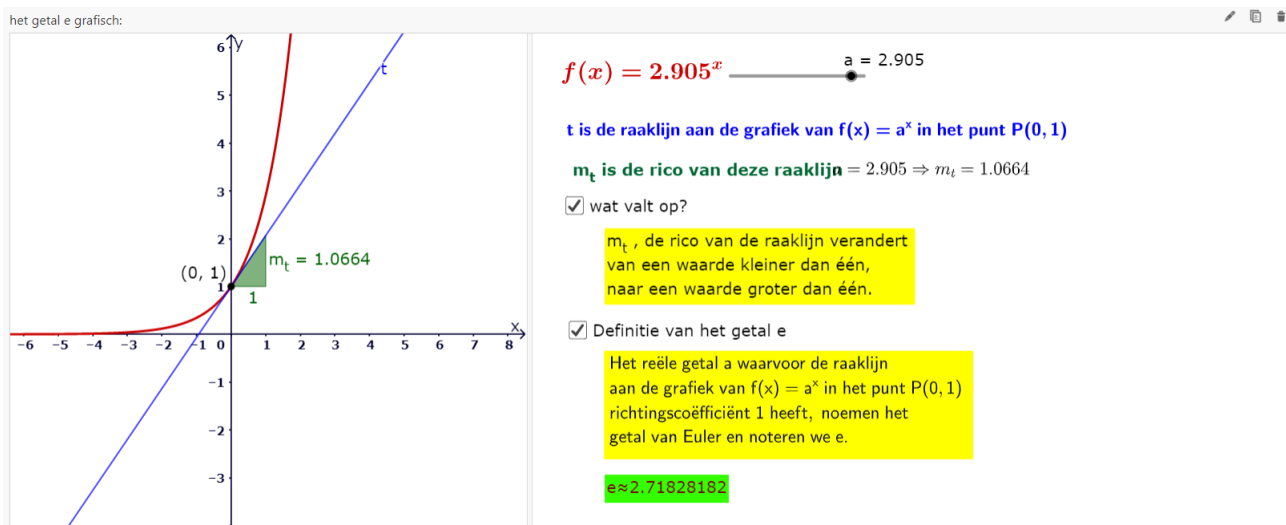 het getal e grafisch:
y
6
t
5
4
3
2
m_t = 1.0664
(0, 1)
1
1
x
-6 -5 -4 -3 -2 -1 0 1 2 3 4 5 6 7 8
-1
-2
-3
f(x) = 2.905^x
a = 2.905
t is de raaklijn aan de grafiek van f(x) = a^x in het punt P(0, 1)
m_t is de rico van deze raaklijn = 2.905 ⇒ m_t = 1.0664
wat valt op?
m_t , de rico van de raaklijn verandert
van een waarde kleiner dan één,
naar een waarde groter dan één.
Definitie van het getal e
Het reële getal a waarvoor de raaklijn
aan de grafiek van f(x) = a^x in het punt P(0, 1)
richtingscoëfficiënt 1 heeft, noemen het
getal van Euler en noteren we e.
e≈2.71828182